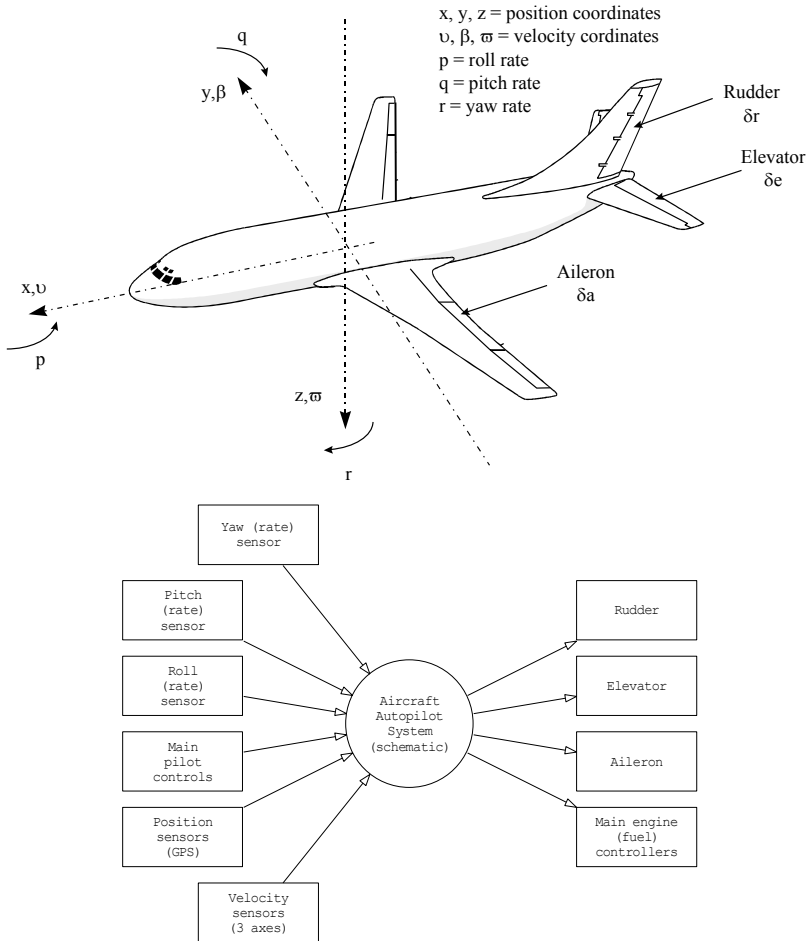 x, y, z = position coordinates
υ, β, ϖ = velocity cordinates
p = roll rate
q = pitch rate
r = yaw rate
q
y,β
Rudder
δr
Elevator
δe
Aileron
δa
x,υ
p
z,ϖ
r
Yaw (rate)
sensor
Pitch
(rate)
sensor
Roll
(rate)
sensor
Main
pilot
controls
Position
sensors
(GPS)
Velocity
sensors
(3 axes)
Aircraft
Autopilot
System
(schematic)
Rudder
Elevator
Aileron
Main engine
(fuel)
controllers